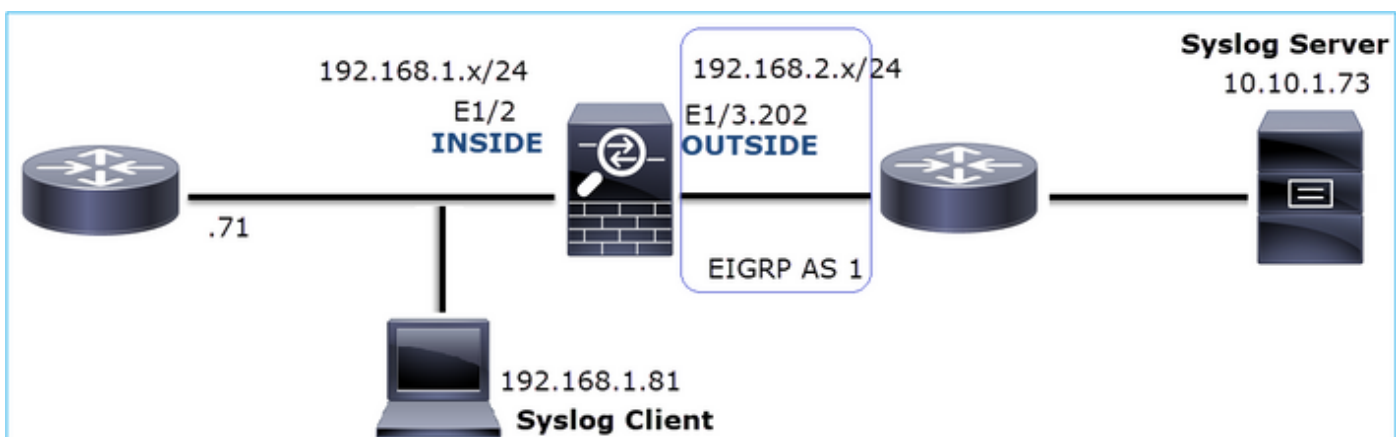 Syslog Server
10.10.1.73
192.168.1.x/24
192.168.2.x/24
E1/2
E1/3.202
INSIDE
OUTSIDE
.71
EIGRP AS 1
192.168.1.81
Syslog Client